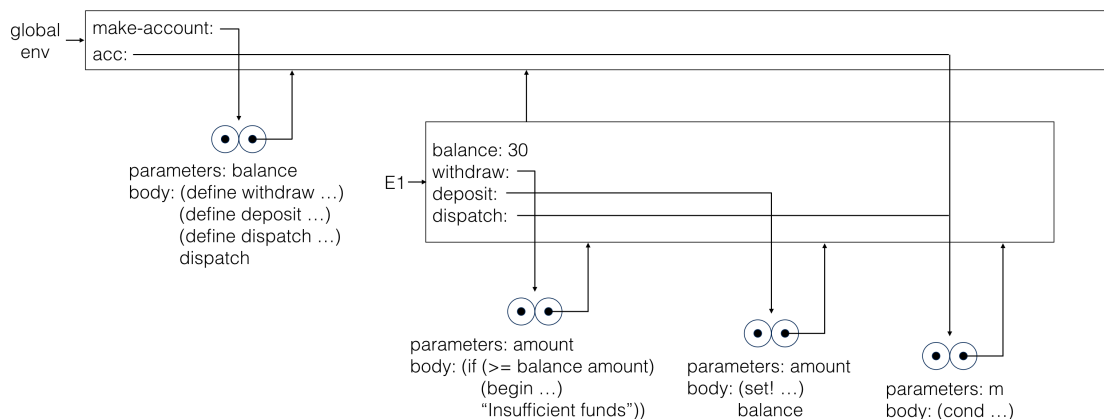 global
env
make-account:
acc:
parameters: balance
body: (define withdraw …)
(define deposit …)
(define dispatch …)
dispatch
E1
balance: 30
withdraw:
deposit:
dispatch:
parameters: amount
body: (if (>= balance amount)
(begin …)
“Insufficient funds”))
parameters: amount
body: (set! …)
balance
parameters: m
body: (cond …)